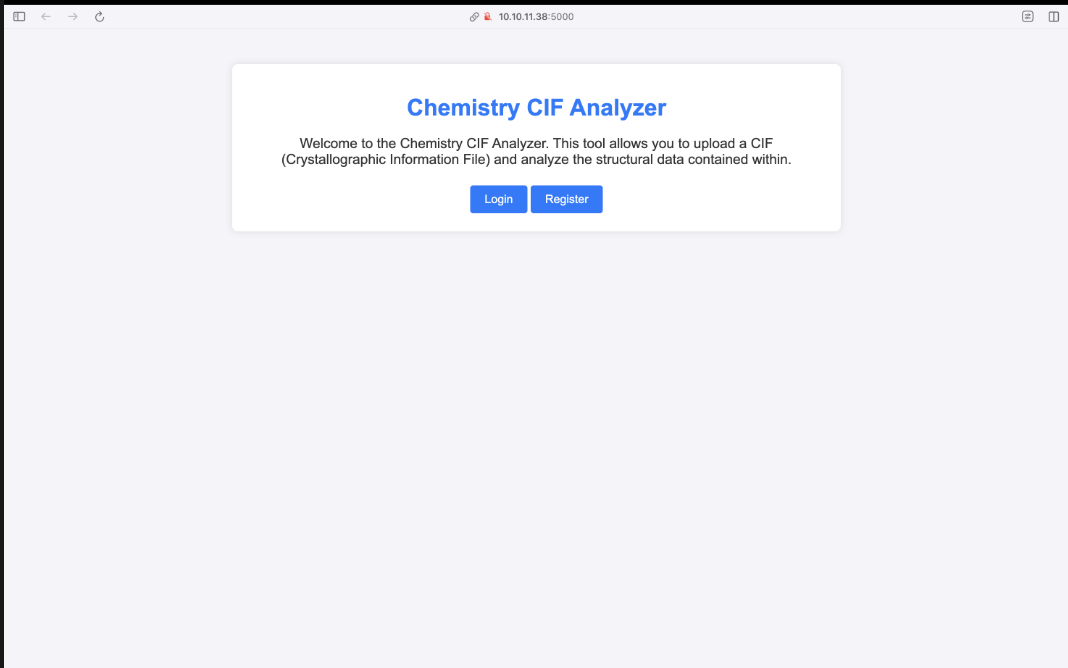 10.10.11.38:5000
Chemistry CIF Analyzer
Welcome to the Chemistry CIF Analyzer. This tool allows you to upload a CIF
(Crystallographic Information File) and analyze the structural data contained within.
Login Register